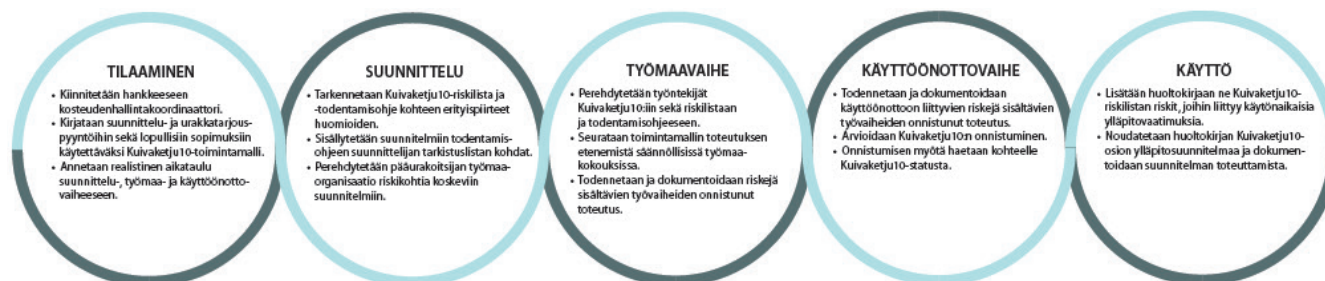 TILAAMINEN
• Kiinnitetään hankkeeseen
kosteudenhallintakoordinaattori.
• Kirjataan suunnittelu- ja urakkatarjous-
pyyntöihin sekä lopullisiin sopimuksiin
käytettäväksi Kuivaketju10-toimintamalli.
• Annetaan realistinen aikataulu
suunnittelu-, työmaa- ja käyttöönotto-
vaiheeseen.
SUUNNITTELU
• Tarkennetaan Kuivaketju10-riskilista ja
-todentamisohje kohteen erityispiirteet
huomioiden.
• Sisällytetään suunnitelmiin todentamis-
ohjeen suunnittelijan tarkistuslistan kohdat.
• Perehdytetään pääurakoitsijan työmaa-
organisaatio riskikohtia koskeviin
suunnitelmiin.
TYÖMAAVAIHE
• Perehdytetään työntekijät
Kuivaketju10:iin sekä riskilistaan
ja todentamisohjeeseen.
• Seurataan toimintamallin toteutuksen
etenemistä säännöllisissä työmaa-
kokouksissa.
• Todennetaan ja dokumentoidaan riskejä
sisältävien työvaiheiden onnistunut
toteutus.
KÄYTTÖÖNOTTOVAIHE
• Todennetaan ja dokumentoidaan
käyttöönottoon liittyvien riskejä sisältävien
työvaiheiden onnistunut toteutus.
• Arvioidaan Kuivaketju10:n onnistuminen.
• Onnistumisen myötä haetaan kohteelle
Kuivaketju10-statusta.
KÄYTTÖ
• Lisätään huoltokirjaan ne Kuivaketju10-
riskilistan riskit, joihin liittyy käytönaikaisia
ylläpitovaatimuksia.
• Noudatetaan huoltokirjan Kuivaketju10-
osion ylläpitosuunnitelmaa ja dokumen-
toidaan suunnitelman toteuttamista.